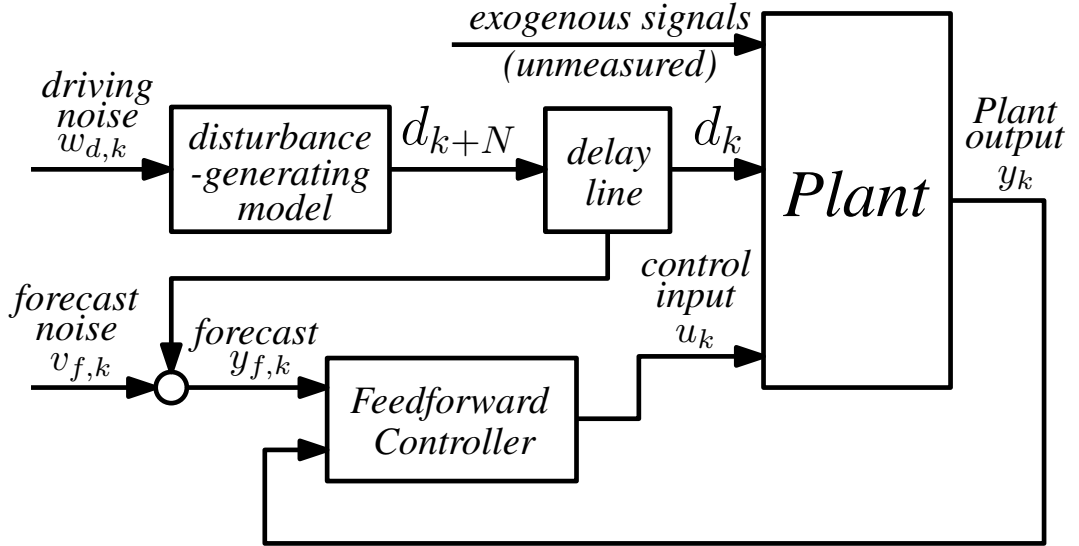 exogenous signals
(unmeasured)
driving
noise
w_{d,k}
disturbance
-generating
model
d_{k+N}
delay
line
d_k
Plant
Plant
output
y_k
control
input
u_k
forecast
noise
v_{f,k}
forecast
y_{f,k}
Feedforward
Controller